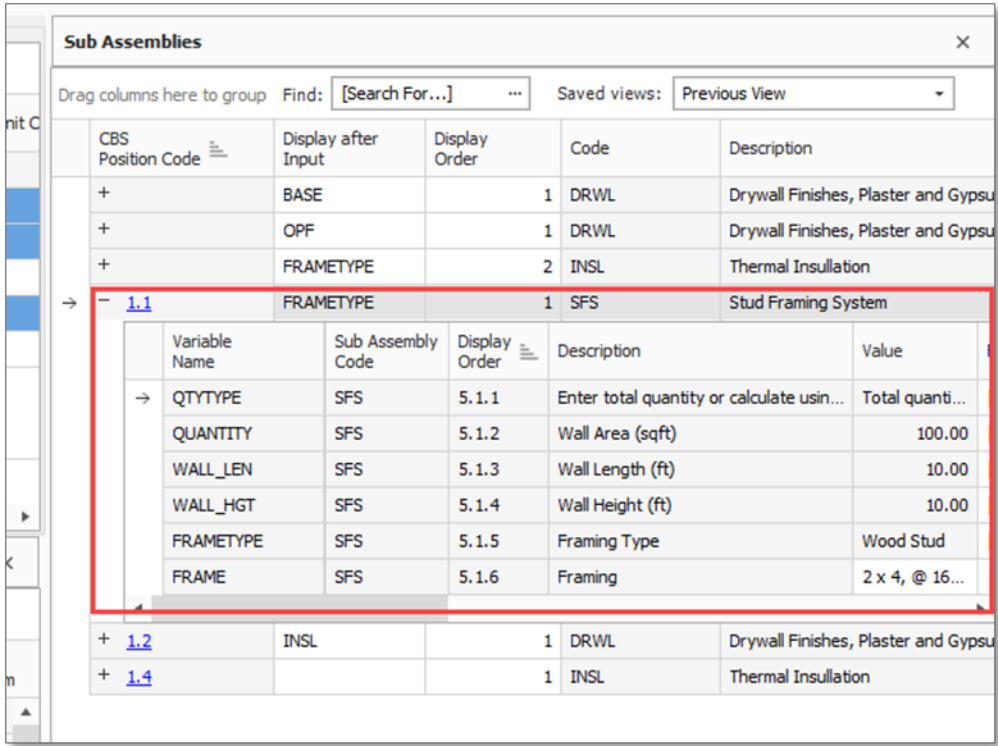 Sub Assemblies
Drag columns here to group Find: [Search For...] ... Saved views: Previous View
nit C
CBS Position Code Display after Input Display Order Code Description
+ BASE 1 DRWL Drywall Finishes, Plaster and Gypsu
+ OPF 1 DRWL Drywall Finishes, Plaster and Gypsu
+ FRAMETYPE 2 INSL Thermal Insullation
− 1.1 FRAMETYPE 1 SFS Stud Framing System
Variable Name Sub Assembly Code Display Order Description Value
QTYTYPE SFS 5.1.1 Enter total quantity or calculate usin... Total quanti...
QUANTITY SFS 5.1.2 Wall Area (sqft) 100.00
WALL_LEN SFS 5.1.3 Wall Length (ft) 10.00
WALL_HGT SFS 5.1.4 Wall Height (ft) 10.00
FRAMETYPE SFS 5.1.5 Framing Type Wood Stud
FRAME SFS 5.1.6 Framing 2 x 4, @ 16...
+ 1.2 INSL 1 DRWL Drywall Finishes, Plaster and Gypsu
+ 1.4 1 INSL Thermal Insullation